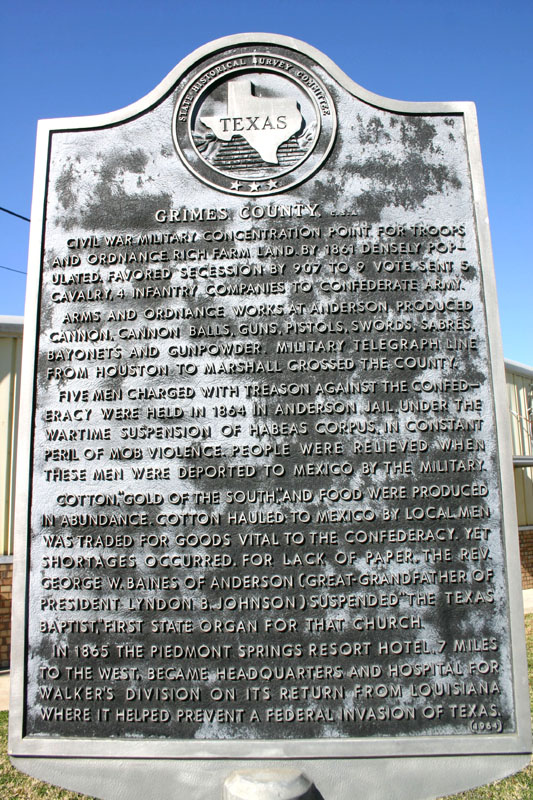 STATE HISTORICAL SURVEY COMMITTEE
TEXAS
GRIMES COUNTY, C.S.A.
CIVIL WAR MILITARY CONCENTRATION POINT FOR TROOPS
AND ORDNANCE. RICH FARM LAND. BY 1861 DENSELY POP-
ULATED. FAVORED SECESSION BY 907 TO 9 VOTE. SENT 5
CAVALRY, 4 INFANTRY COMPANIES TO CONFEDERATE ARMY.
ARMS AND ORDNANCE WORKS AT ANDERSON PRODUCED
CANNON, CANNON BALLS, GUNS, PISTOLS, SWORDS, SABRES,
BAYONETS AND GUNPOWDER. MILITARY TELEGRAPH LINE
FROM HOUSTON TO MARSHALL CROSSED THE COUNTY.
FIVE MEN CHARGED WITH TREASON AGAINST THE CONFED-
ERACY WERE HELD IN 1864 IN ANDERSON JAIL UNDER THE
WARTIME SUSPENSION OF HABEAS CORPUS, IN CONSTANT
PERIL OF MOB VIOLENCE. PEOPLE WERE RELIEVED WHEN
THESE MEN WERE DEPORTED TO MEXICO BY THE MILITARY.
COTTON, "GOLD OF THE SOUTH," AND FOOD WERE PRODUCED
IN ABUNDANCE. COTTON HAULED TO MEXICO BY LOCAL MEN
WAS TRADED FOR GOODS VITAL TO THE CONFEDERACY. YET
SHORTAGES OCCURRED. FOR LACK OF PAPER, THE REV.
GEORGE W. BAINES OF ANDERSON (GREAT-GRANDFATHER OF
PRESIDENT LYNDON B. JOHNSON) SUSPENDED "THE TEXAS
BAPTIST," FIRST STATE ORGAN FOR THAT CHURCH.
IN 1865 THE PIEDMONT SPRINGS RESORT HOTEL, 7 MILES
TO THE WEST, BECAME HEADQUARTERS AND HOSPITAL FOR
WALKER'S DIVISION ON ITS RETURN FROM LOUISIANA
WHERE IT HELPED PREVENT A FEDERAL INVASION OF TEXAS.
(1964)